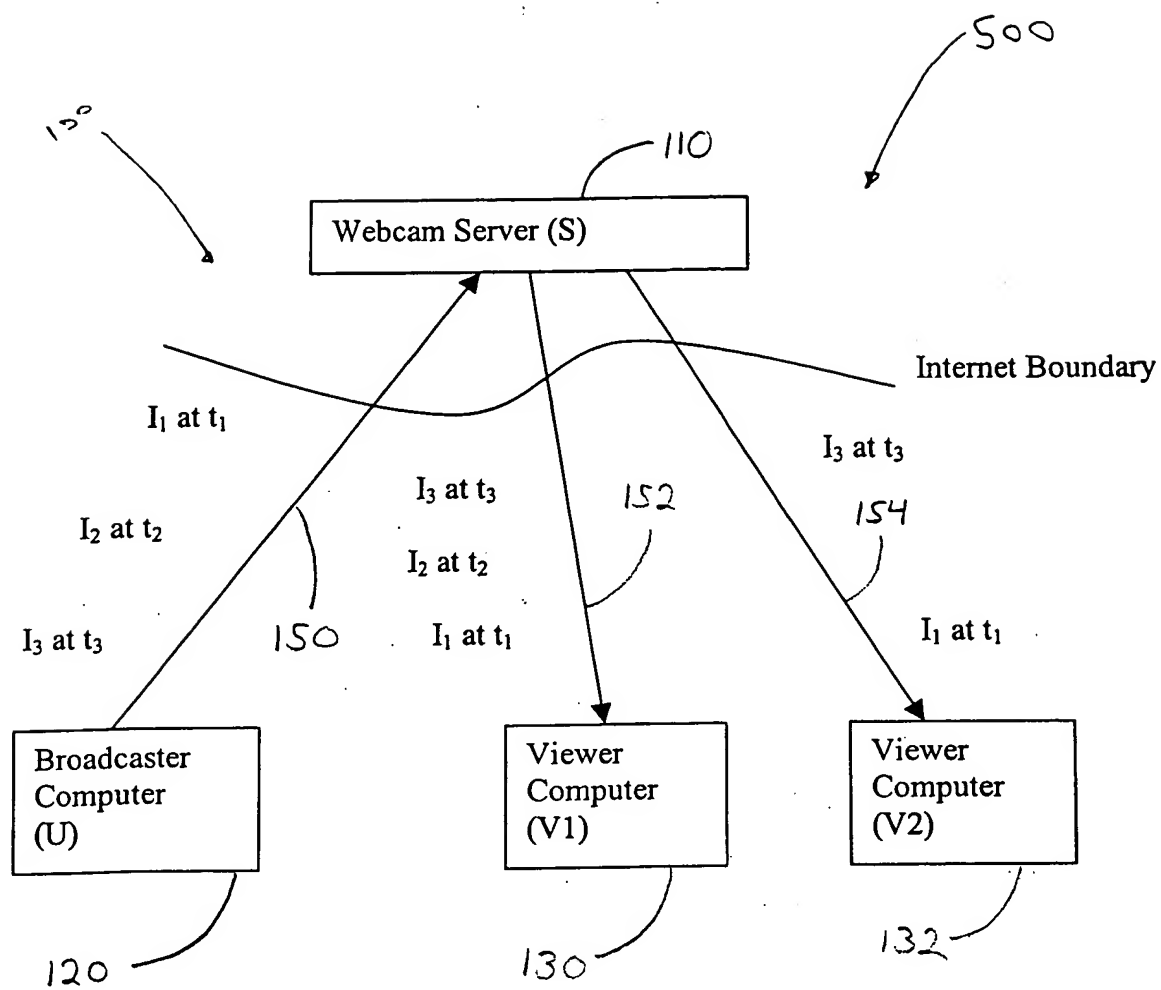 500
100
110
Webcam Server (S)
Internet Boundary
I₁ at t₁
I₃ at t₃
I₃ at t₃
152
154
I₂ at t₂
I₂ at t₂
150
I₃ at t₃
I₁ at t₁
I₁ at t₁
Broadcaster
Computer
(U)
Viewer
Computer
(V1)
Viewer
Computer
(V2)
120
130
132